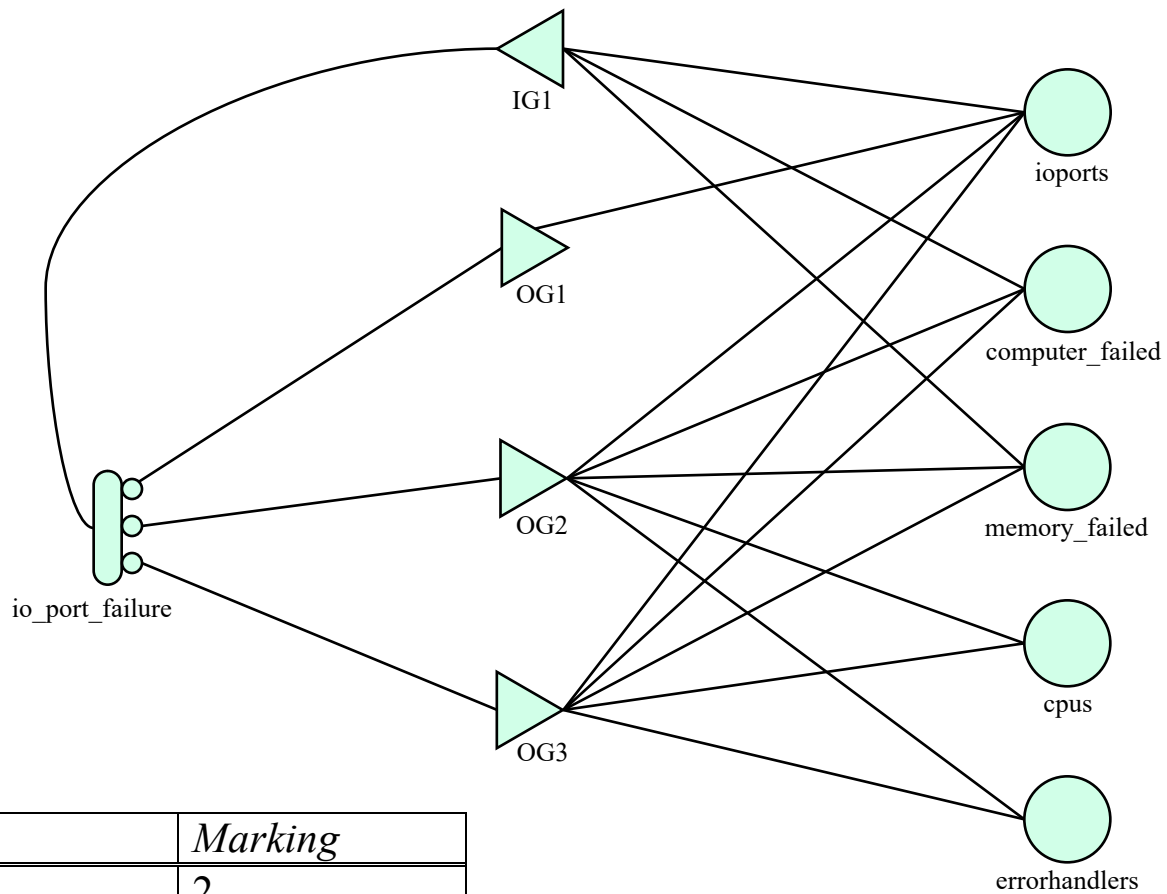 IG1
ioports
OG1
computer_failed
OG2
memory_failed
io_port_failure
cpus
OG3
Marking
2
errorhandlers